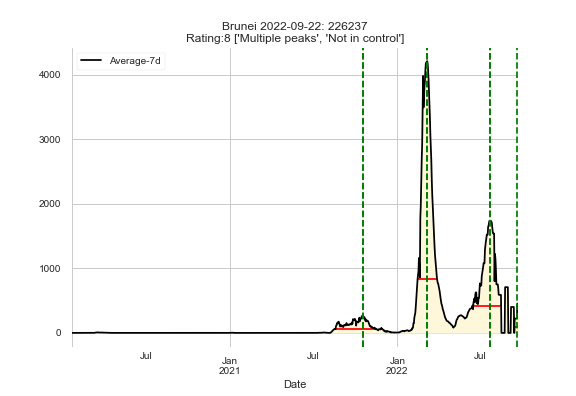 Brunei 2022-09-22: 226237
Rating:8 ['Multiple peaks', 'Not in control']
Average-7d
4000
3000
2000
1000
0
Jul Jan Jul Jan Jul
2021 2022
Date